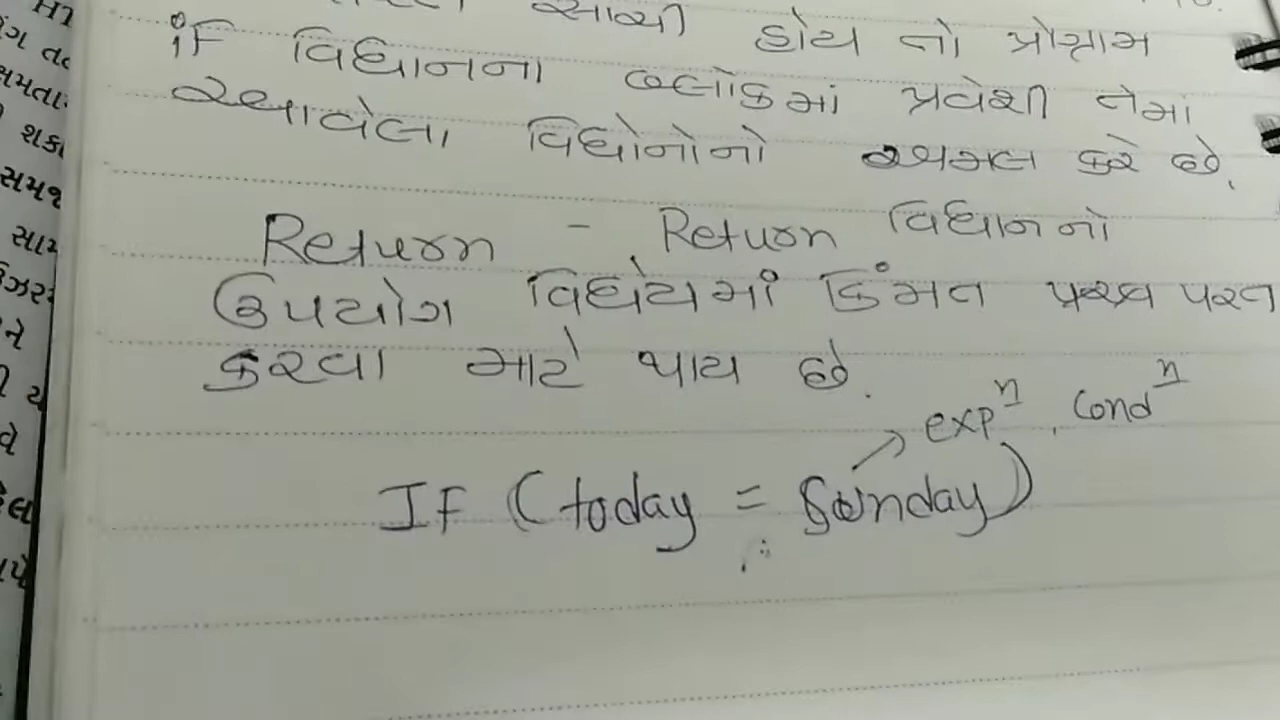 સાચી હોય તો પ્રોગ્રામ
if વિધાનના બ્લોકમાં પ્રવેશી તેમાં
આવેલા વિધોનોનો અમલ કરે છે.
Return - Return વિધાનનો
ઉપયોગ વિધેયમાં કિંમત પરત
કરવા માટે થાય છે.
expⁿ, condⁿ
IF (today = Sunday)